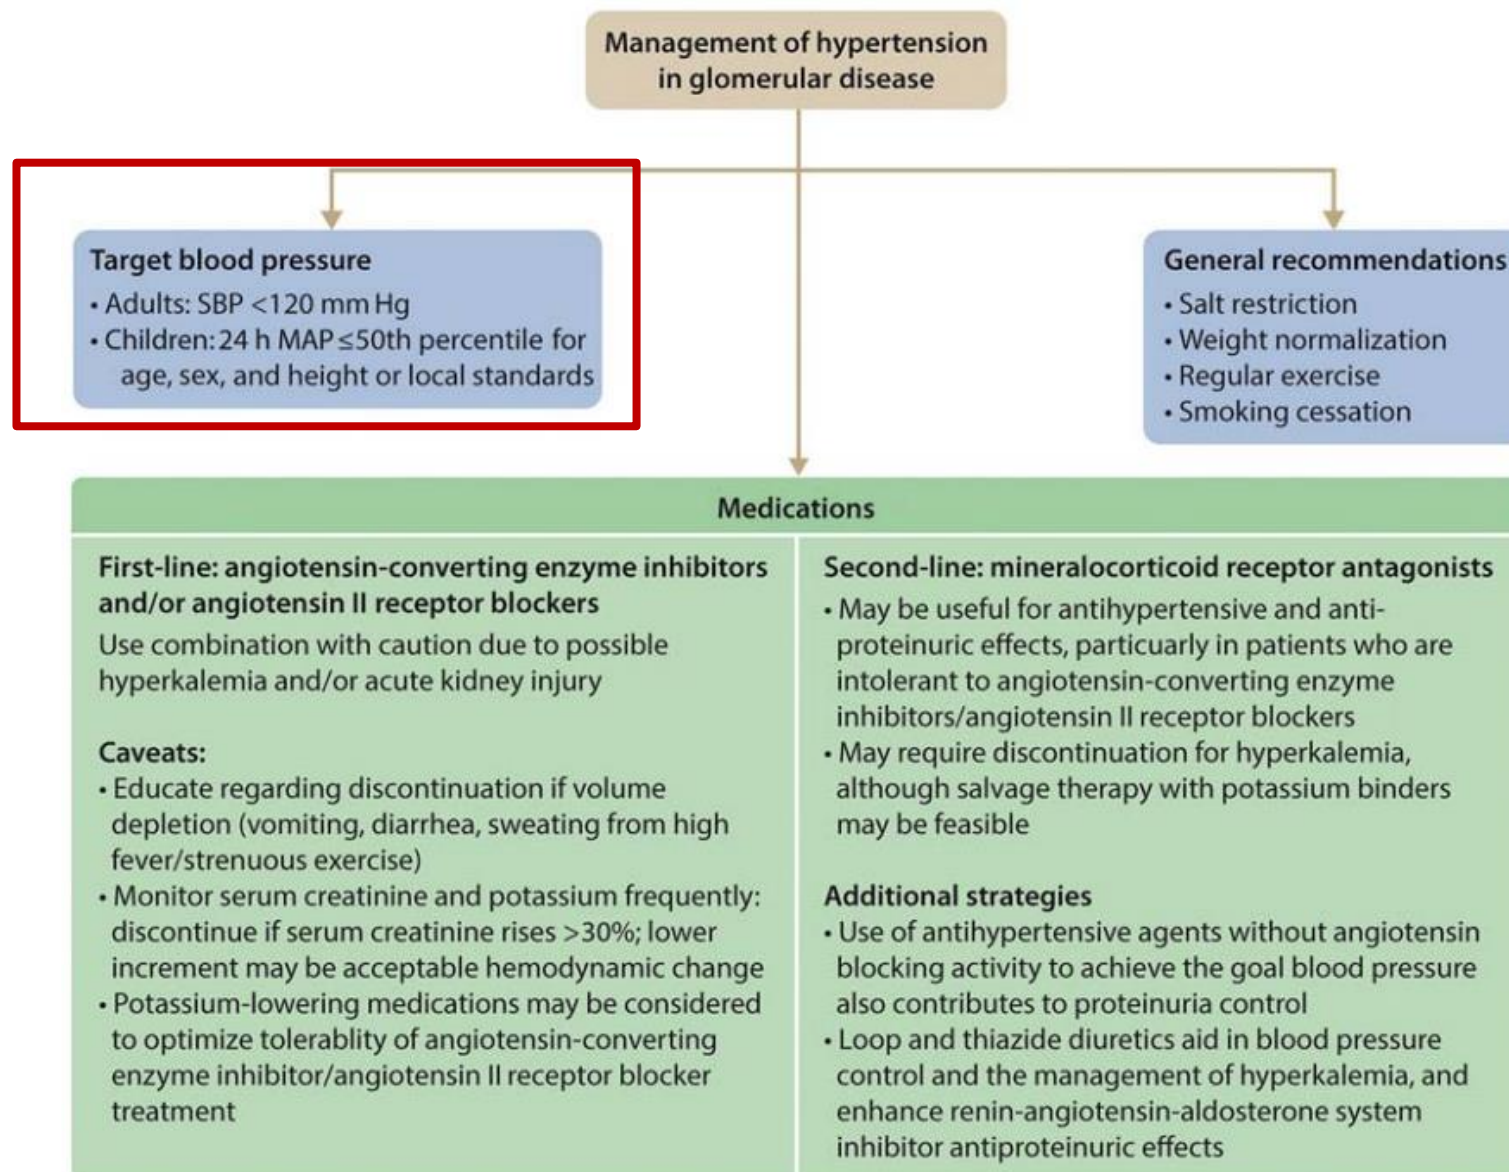 Management of hypertension
in glomerular disease
Target blood pressure
• Adults: SBP <120 mm Hg
• Children: 24 h MAP ≤50th percentile for
age, sex, and height or local standards
General recommendations
• Salt restriction
• Weight normalization
• Regular exercise
• Smoking cessation
Medications
First-line: angiotensin-converting enzyme inhibitors
and/or angiotensin II receptor blockers
Use combination with caution due to possible
hyperkalemia and/or acute kidney injury
Caveats:
• Educate regarding discontinuation if volume
depletion (vomiting, diarrhea, sweating from high
fever/strenuous exercise)
• Monitor serum creatinine and potassium frequently:
discontinue if serum creatinine rises >30%; lower
increment may be acceptable hemodynamic change
• Potassium-lowering medications may be considered
to optimize tolerablity of angiotensin-converting
enzyme inhibitor/angiotensin II receptor blocker
treatment
Second-line: mineralocorticoid receptor antagonists
• May be useful for antihypertensive and anti-
proteinuric effects, particuarly in patients who are
intolerant to angiotensin-converting enzyme
inhibitors/angiotensin II receptor blockers
• May require discontinuation for hyperkalemia,
although salvage therapy with potassium binders
may be feasible
Additional strategies
• Use of antihypertensive agents without angiotensin
blocking activity to achieve the goal blood pressure
also contributes to proteinuria control
• Loop and thiazide diuretics aid in blood pressure
control and the management of hyperkalemia, and
enhance renin-angiotensin-aldosterone system
inhibitor antiproteinuric effects